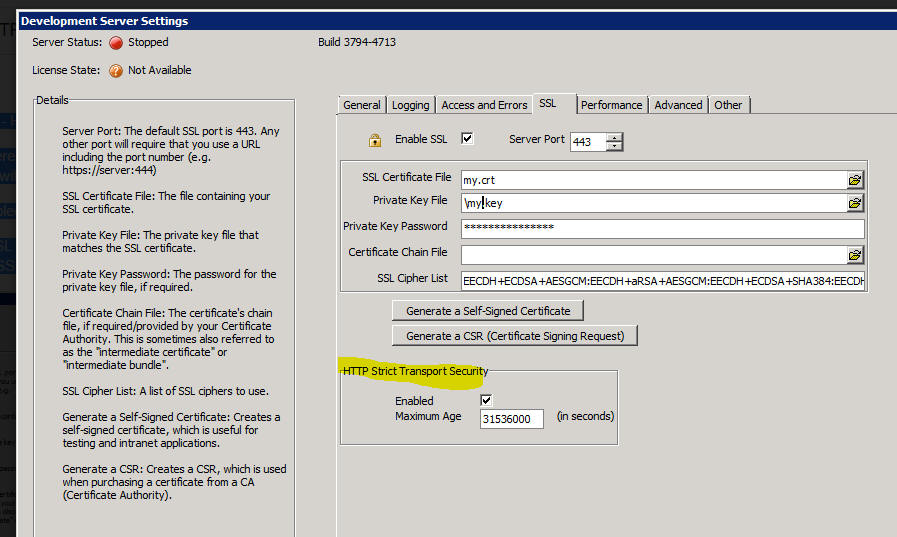 Development Server Settings
Server Status: Stopped Build 3794-4713
License State: ? Not Available
Details
Server Port: The default SSL port is 443. Any
other port will require that you use a URL
including the port number (e.g.
https://server:444)
SSL Certificate File: The file containing your
SSL certificate.
Private Key File: The private key file that
matches the SSL certificate.
Private Key Password: The password for the
private key file, if required.
Certificate Chain File: The certificate's chain
file, if required/provided by your Certificate
Authority. This is sometimes also referred to
as the "intermediate certificate" or
"intermediate bundle".
SSL Cipher List: A list of SSL ciphers to use.
Generate a Self-Signed Certificate: Creates a
self-signed certificate, which is useful for
testing and intranet applications.
Generate a CSR: Creates a CSR, which is used
when purchasing a certificate from a CA
(Certificate Authority).
General Logging Access and Errors SSL Performance Advanced Other
Enable SSL Server Port 443
SSL Certificate File my.crt
Private Key File \my.key
Private Key Password ***************
Certificate Chain File
SSL Cipher List EECDH+ECDSA+AESGCM:EECDH+aRSA+AESGCM:EECDH+ECDSA+SHA384:EECDH
Generate a Self-Signed Certificate
Generate a CSR (Certificate Signing Request)
HTTP Strict Transport Security
Enabled
Maximum Age 31536000 (in seconds)